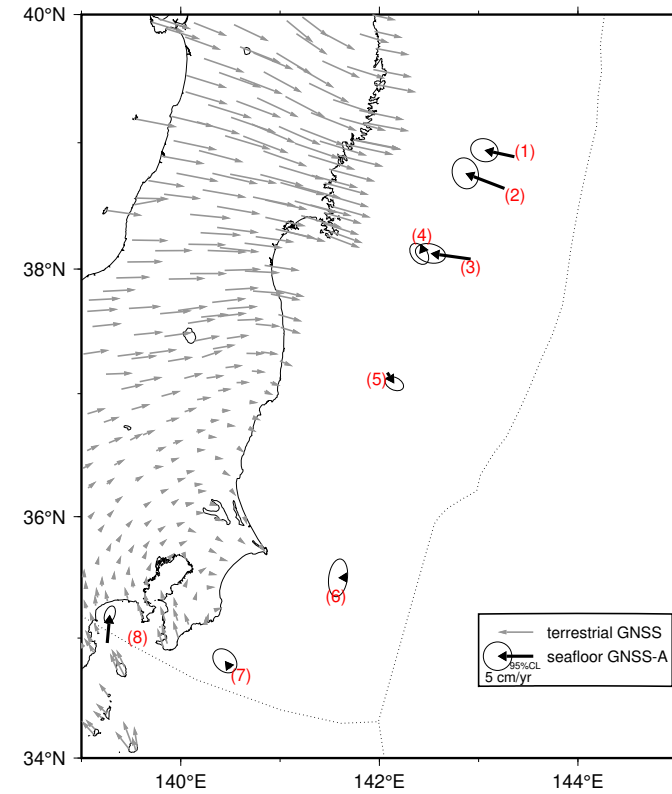 40°N
(1)
(2)
(4)
38°N
(3)
(5)
36°N
(6)
terrestrial GNSS
(8)
seafloor GNSS-A
95%CL
(7)
5 cm/yr
34°N
140°E
142°E
144°E